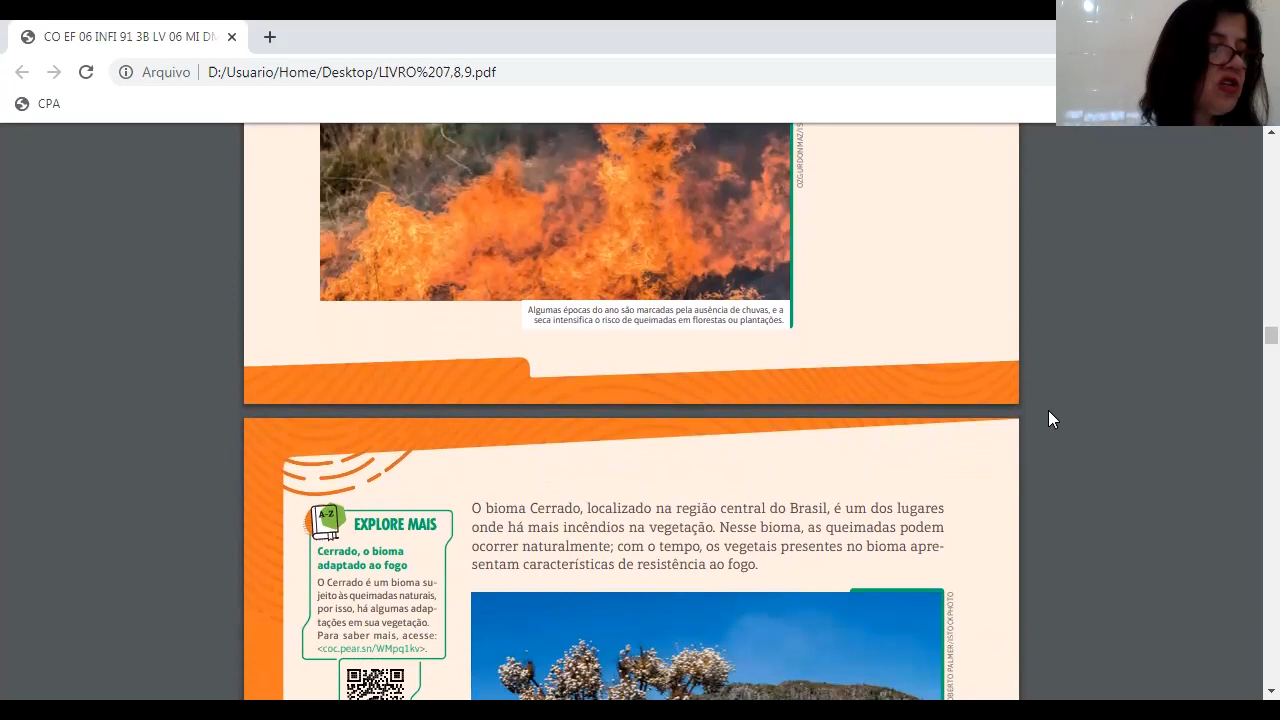 CO EF 06 INFI 91 3B LV 06 MI DM
Arquivo
D:/Usuario/Home/Desktop/LIVRO%207,8,9.pdf
CPA
OZGURDONMAZ/IS
Algumas épocas do ano são marcadas pela ausência de chuvas, e a
seca intensifica o risco de queimadas em florestas ou plantações.
A-Z
EXPLORE MAIS
Cerrado, o bioma
adaptado ao fogo
O Cerrado é um bioma su-
jeito às queimadas naturais,
por isso, há algumas adap-
tações em sua vegetação.
Para saber mais, acesse:
<coc.pear.sn/WMpq1kv>.
O bioma Cerrado, localizado na região central do Brasil, é um dos lugares
onde há mais incêndios na vegetação. Nesse bioma, as queimadas podem
ocorrer naturalmente; com o tempo, os vegetais presentes no bioma apre-
sentam características de resistência ao fogo.
OBERTO PALMER/ISTOCKPHOTO